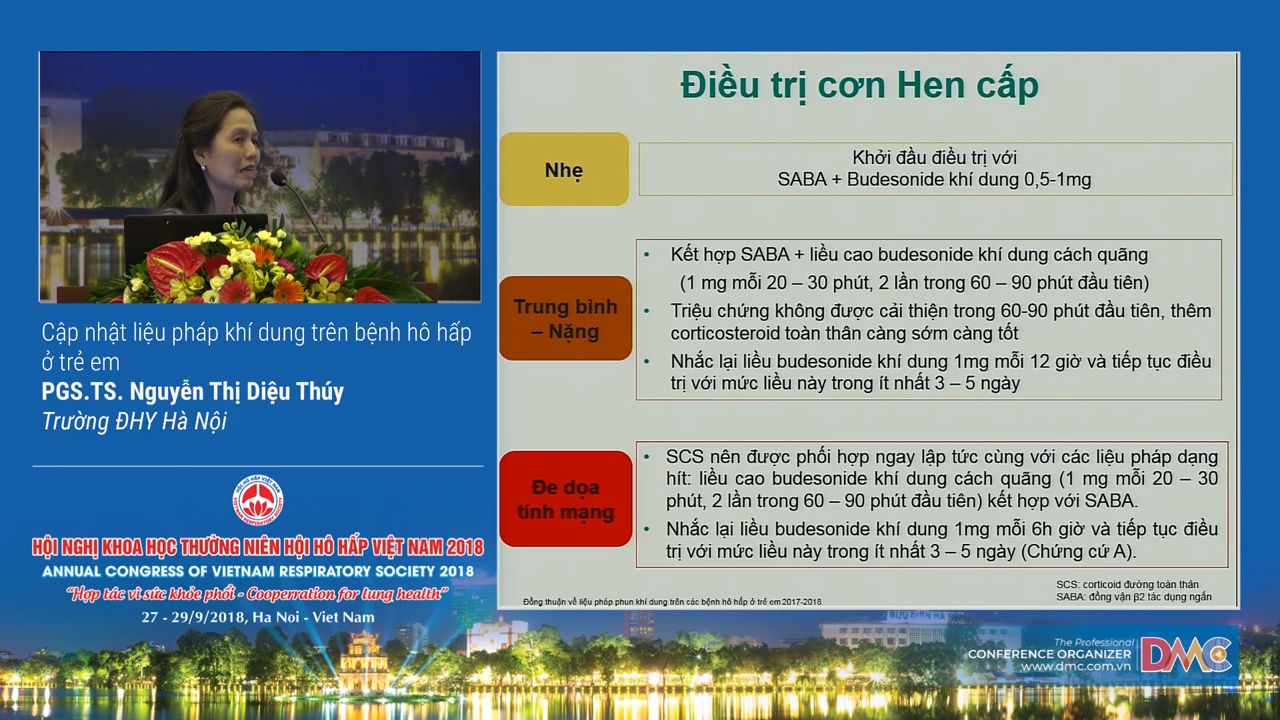 Cập nhật liệu pháp khí dung trên bệnh hô hấp
ở trẻ em
PGS.TS. Nguyễn Thị Diệu Thúy
Trường ĐHY Hà Nội
HỘI HÔ HẤP VIỆT NAM
VIETNAM RESPIRATORY SOCIETY
HỘI NGHỊ KHOA HỌC THƯỜNG NIÊN HỘI HÔ HẤP VIỆT NAM 2018
ANNUAL CONGRESS OF VIETNAM RESPIRATORY SOCIETY 2018
“Hợp tác vì sức khỏe phổi - Cooperration for lung health”
27 - 29/9/2018, Ha Noi - Viet Nam
Điều trị cơn Hen cấp
Nhẹ
Khởi đầu điều trị với
SABA + Budesonide khí dung 0,5-1mg
Trung bình
– Nặng
• Kết hợp SABA + liều cao budesonide khí dung cách quãng
(1 mg mỗi 20 – 30 phút, 2 lần trong 60 – 90 phút đầu tiên)
• Triệu chứng không được cải thiện trong 60-90 phút đầu tiên, thêm
corticosteroid toàn thân càng sớm càng tốt
• Nhắc lại liều budesonide khí dung 1mg mỗi 12 giờ và tiếp tục điều
trị với mức liều này trong ít nhất 3 – 5 ngày
Đe dọa
tính mạng
• SCS nên được phối hợp ngay lập tức cùng với các liệu pháp dạng
hít: liều cao budesonide khí dung cách quãng (1 mg mỗi 20 – 30
phút, 2 lần trong 60 – 90 phút đầu tiên) kết hợp với SABA.
• Nhắc lại liều budesonide khí dung 1mg mỗi 6h giờ và tiếp tục điều
trị với mức liều này trong ít nhất 3 – 5 ngày (Chứng cứ A).
SCS: corticoid đường toàn thân
SABA: đồng vận β2 tác dụng ngắn
Đồng thuận về liệu pháp phun khí dung trên các bệnh hô hấp ở trẻ em 2017-2018
The Professional
CONFERENCE ORGANIZER
www.dmc.com.vn
DMC